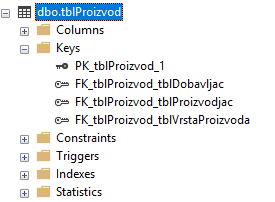 dbo.tblProizvod
Columns
Keys
PK_tblProizvod_1
FK_tblProizvod_tblDobavljac
FK_tblProizvod_tblProizvodjac
FK_tblProizvod_tblVrstaProizvoda
Constraints
Triggers
Indexes
Statistics